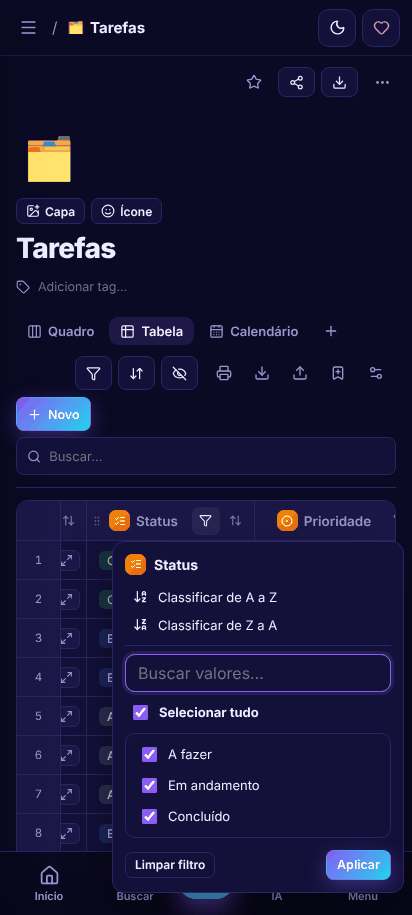 / Tarefas
Capa Ícone
Tarefas
Adicionar tag...
Quadro Tabela Calendário
Novo
Buscar...
Status Prioridade
1
2
3
4
5
6
7
8
Status
Classificar de A a Z
Classificar de Z a A
Buscar valores...
Selecionar tudo
A fazer
Em andamento
Concluído
Limpar filtro Aplicar
Início Buscar IA Menu